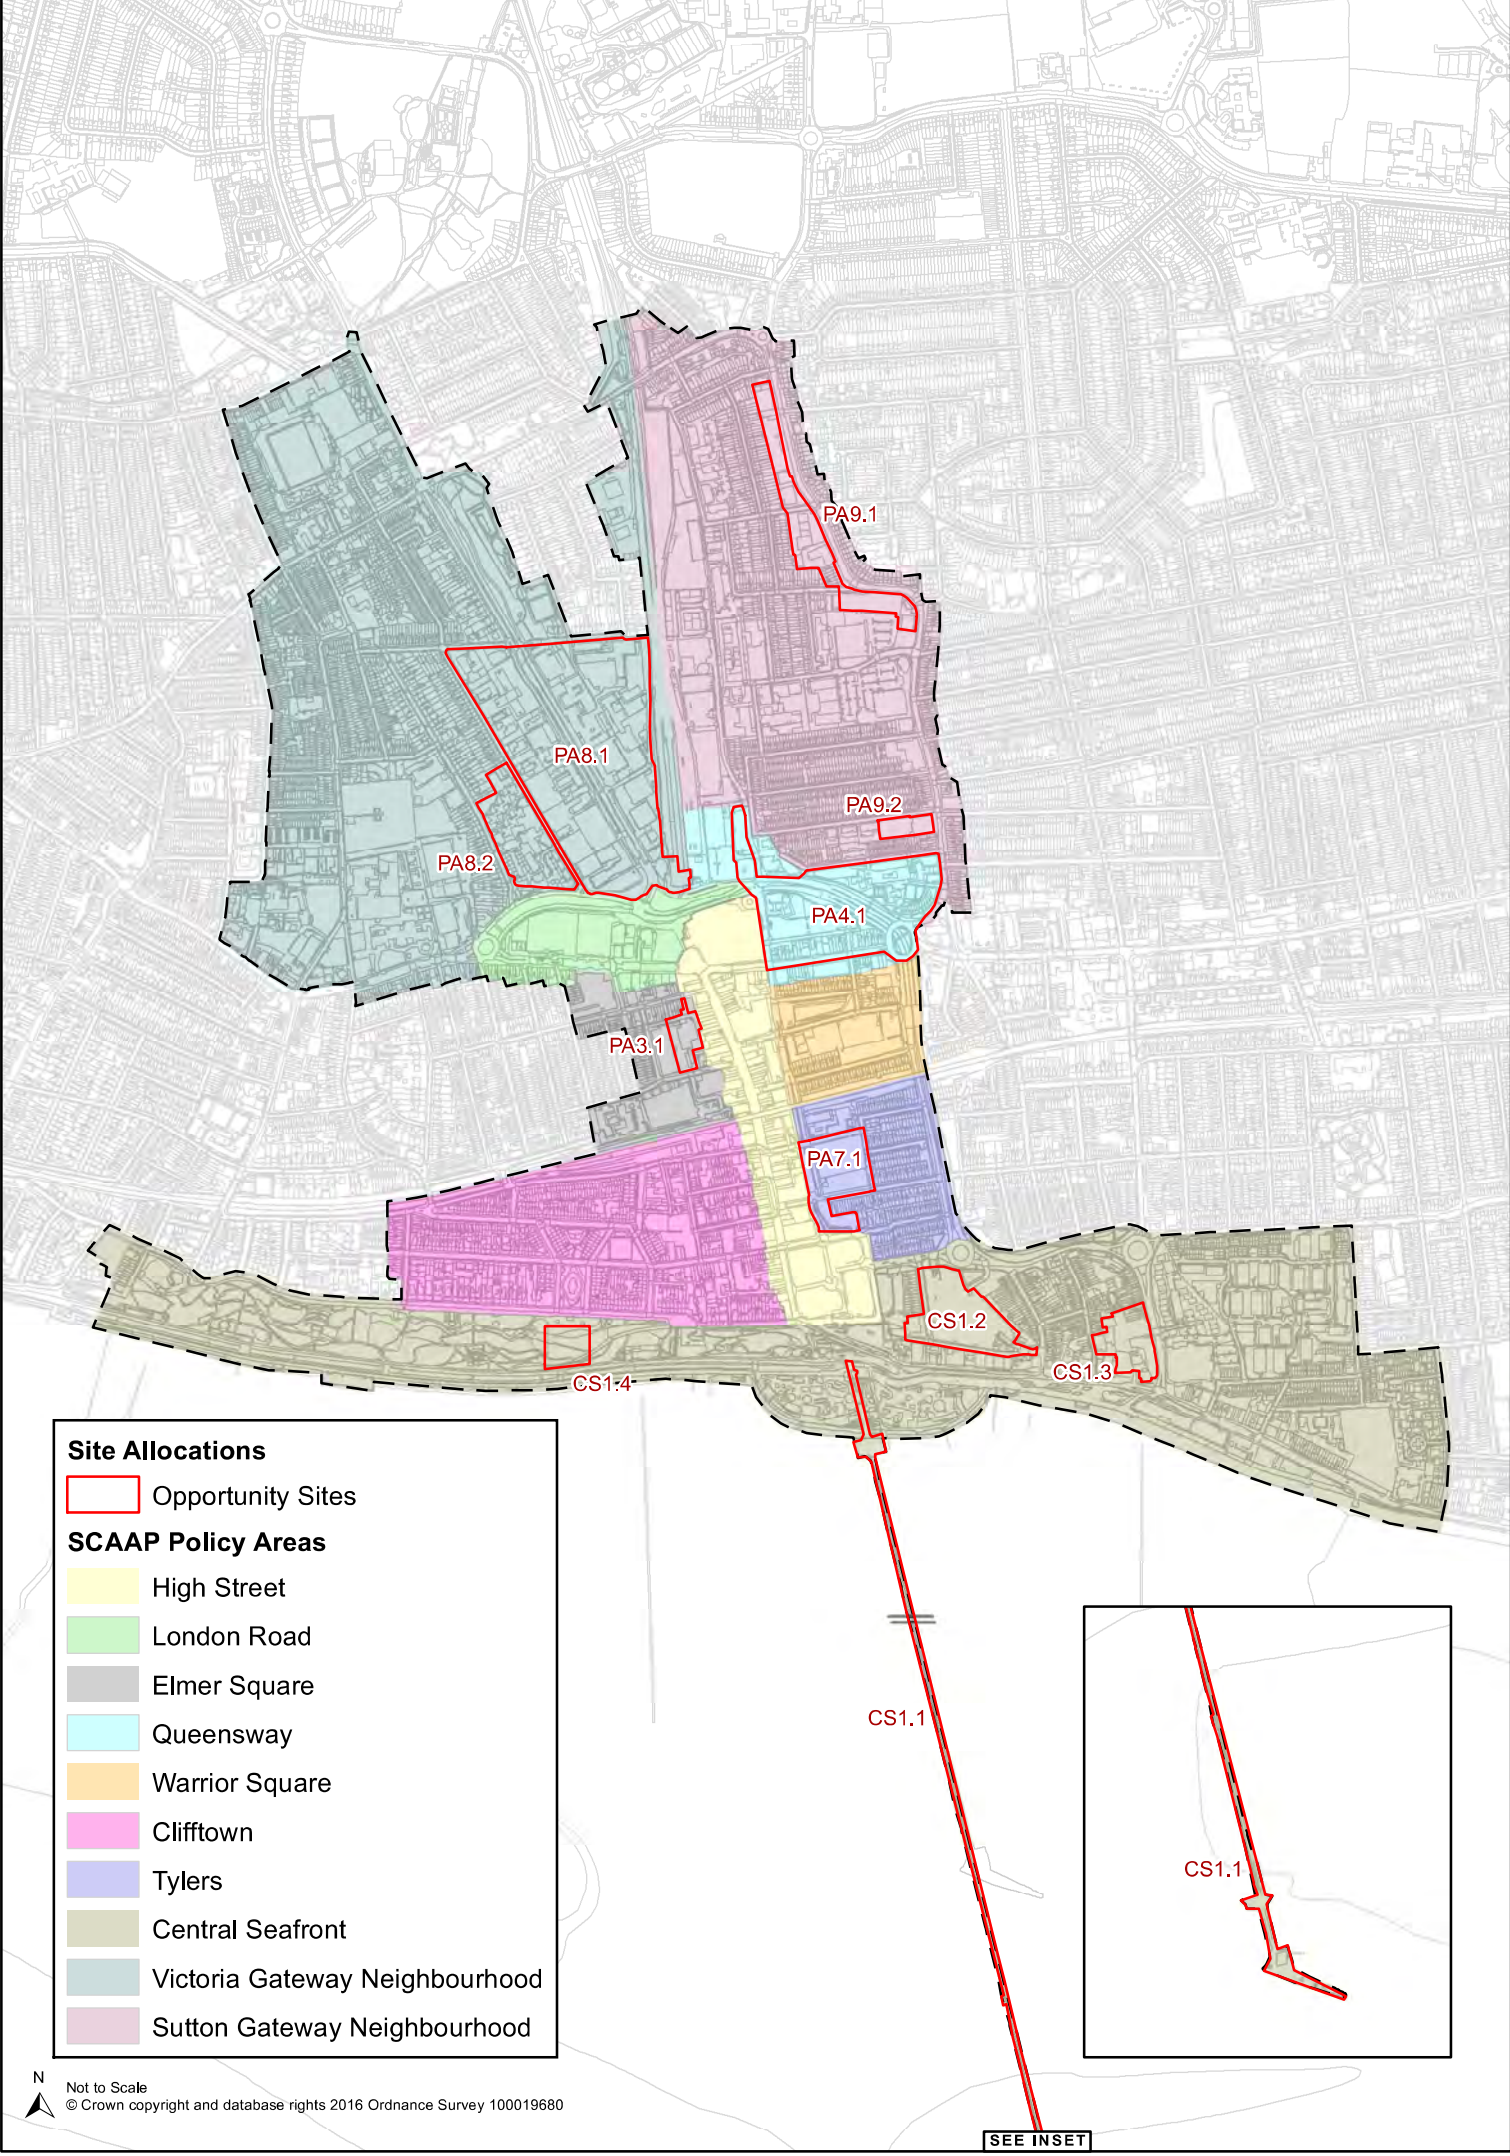 PA9.1
PA8.1
PA9.2
PA8.2
PA4.1
PA3.1
PA7.1
CS1.2
CS1.3
CS1.4
Site Allocations
Opportunity Sites
SCAAP Policy Areas
High Street
London Road
Elmer Square
Queensway
Warrior Square
Clifftown
Tylers
Central Seafront
Victoria Gateway Neighbourhood
Sutton Gateway Neighbourhood
CS1.1
CS1.1
N
Not to Scale
© Crown copyright and database rights 2016 Ordnance Survey 100019680
SEE INSET